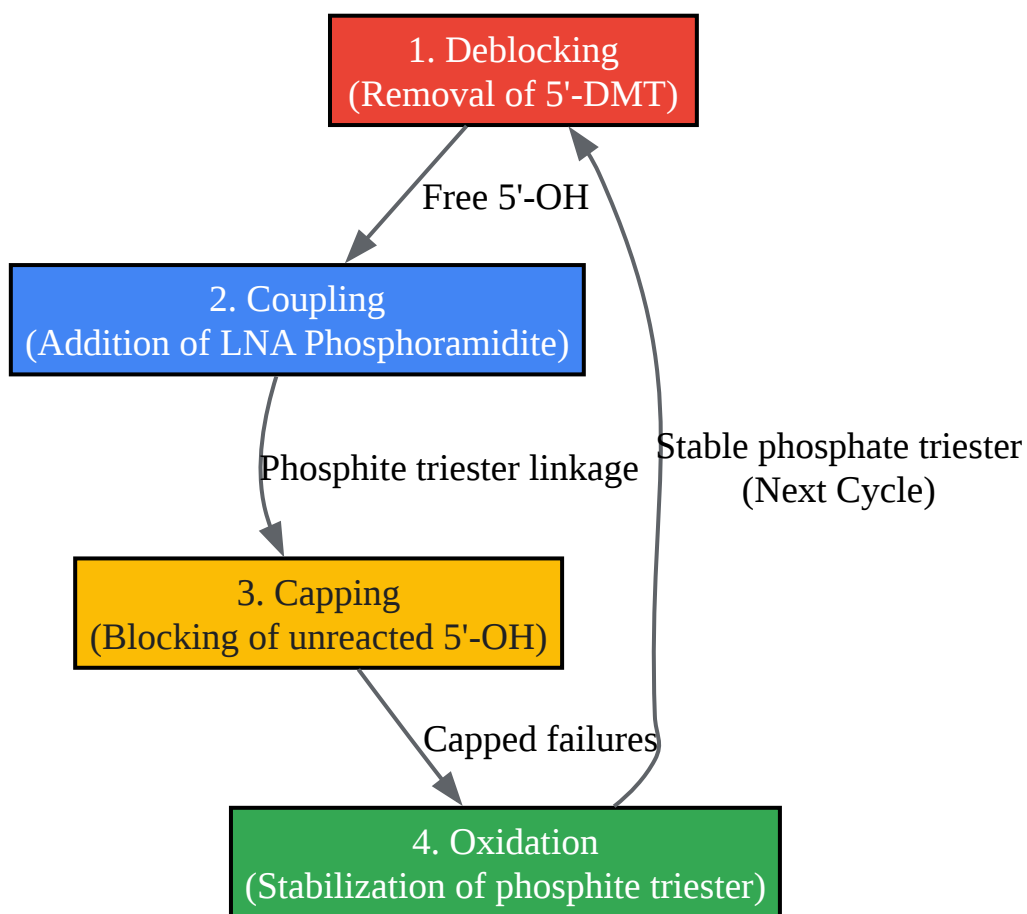 1. Deblocking
(Removal of 5'-DMT)
Free 5'-OH
2. Coupling
(Addition of LNA Phosphoramidite)
Phosphite triester linkage
Stable phosphate triester
(Next Cycle)
3. Capping
(Blocking of unreacted 5'-OH)
Capped failures
4. Oxidation
(Stabilization of phosphite triester)